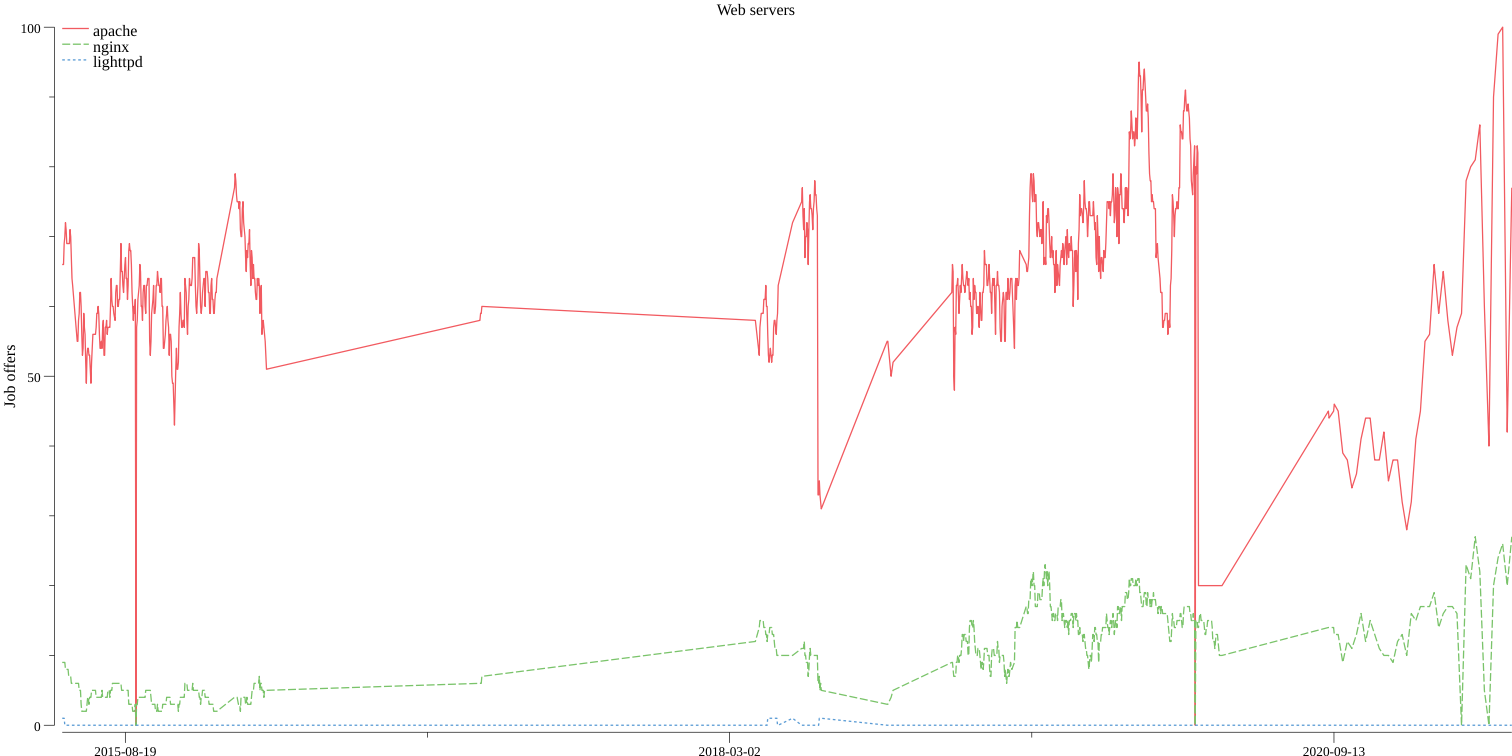 Web servers
100
apache
nginx
lighttpd
Job offers
50
0
2015-08-19
2018-03-02
2020-09-13